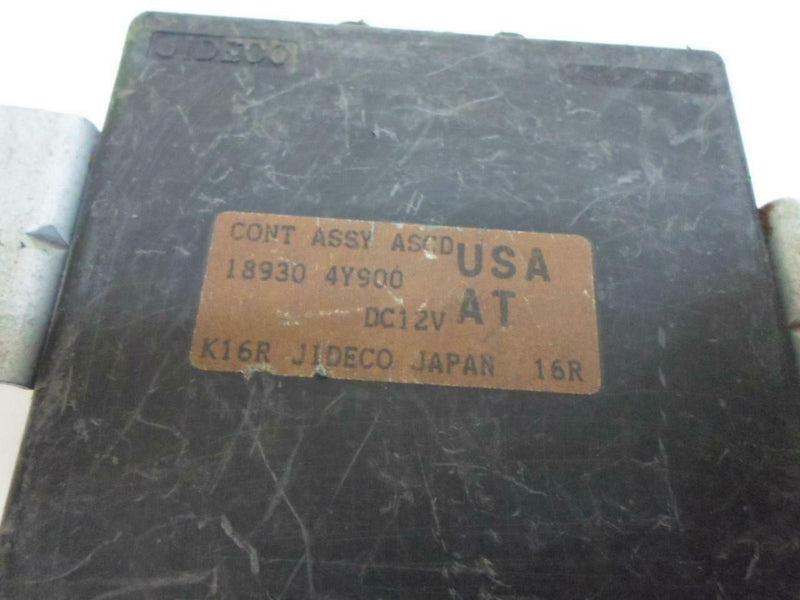 JIDECO
CONT ASSY ASCD USA
18930 4Y900
DC12V AT
K16R JIDECO JAPAN 16R